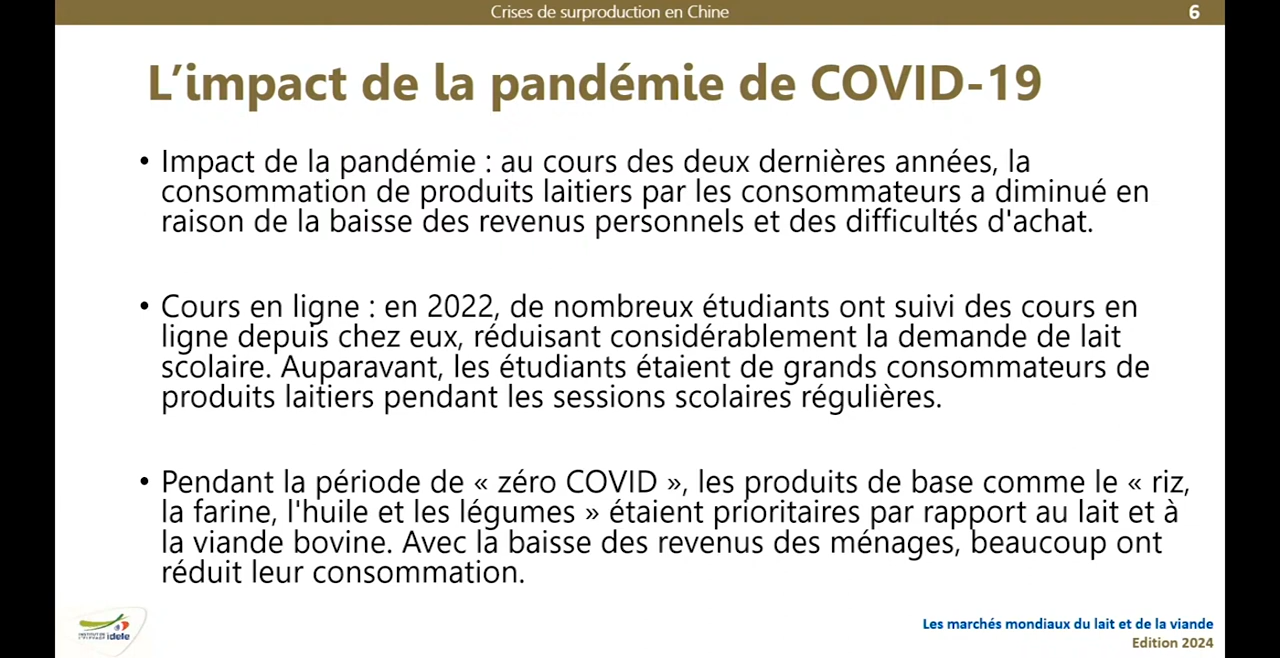 Crises de surproduction en Chine
6
L’impact de la pandémie de COVID-19
• Impact de la pandémie : au cours des deux dernières années, la
consommation de produits laitiers par les consommateurs a diminué en
raison de la baisse des revenus personnels et des difficultés d'achat.
• Cours en ligne : en 2022, de nombreux étudiants ont suivi des cours en
ligne depuis chez eux, réduisant considérablement la demande de lait
scolaire. Auparavant, les étudiants étaient de grands consommateurs de
produits laitiers pendant les sessions scolaires régulières.
• Pendant la période de « zéro COVID », les produits de base comme le « riz,
la farine, l'huile et les légumes » étaient prioritaires par rapport au lait et à
la viande bovine. Avec la baisse des revenus des ménages, beaucoup ont
réduit leur consommation.
INSTITUT DE
L'ELEVAGE idele
Les marchés mondiaux du lait et de la viande
Edition 2024